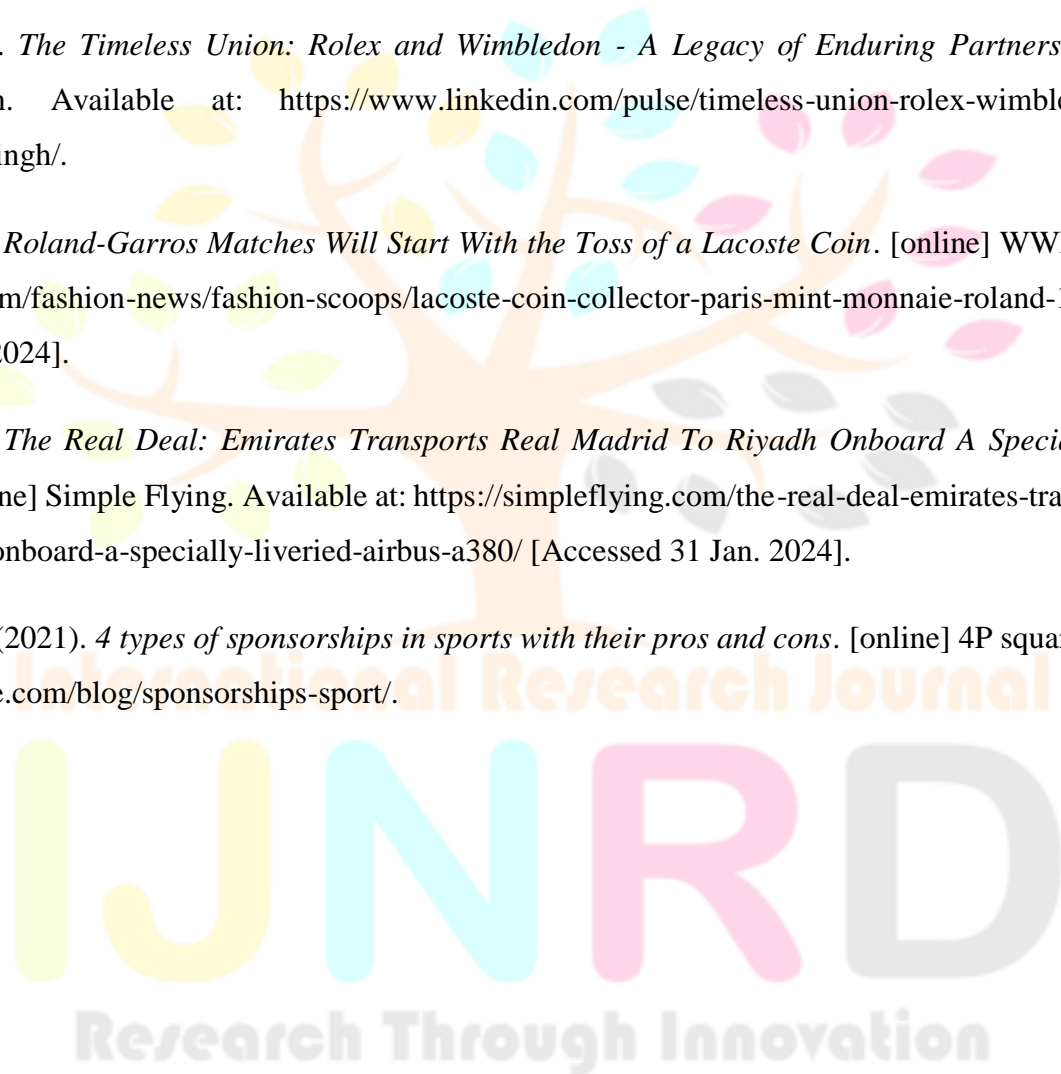 . The Timeless Union: Rolex and Wimbledon - A Legacy of Enduring Partners
n. Available at: https://www.linkedin.com/pulse/timeless-union-rolex-wimble
ingh/.
Roland-Garros Matches Will Start With the Toss of a Lacoste Coin. [online] WW
m/fashion-news/fashion-scoops/lacoste-coin-collector-paris-mint-monnaie-roland-1
2024].
The Real Deal: Emirates Transports Real Madrid To Riyadh Onboard A Speci
ne] Simple Flying. Available at: https://simpleflying.com/the-real-deal-emirates-tra
onboard-a-specially-liveried-airbus-a380/ [Accessed 31 Jan. 2024].
(2021). 4 types of sponsorships in sports with their pros and cons. [online] 4P squa
e.com/blog/sponsorships-sport/.
International Research Journal
IJNRD
Research Through Innovation